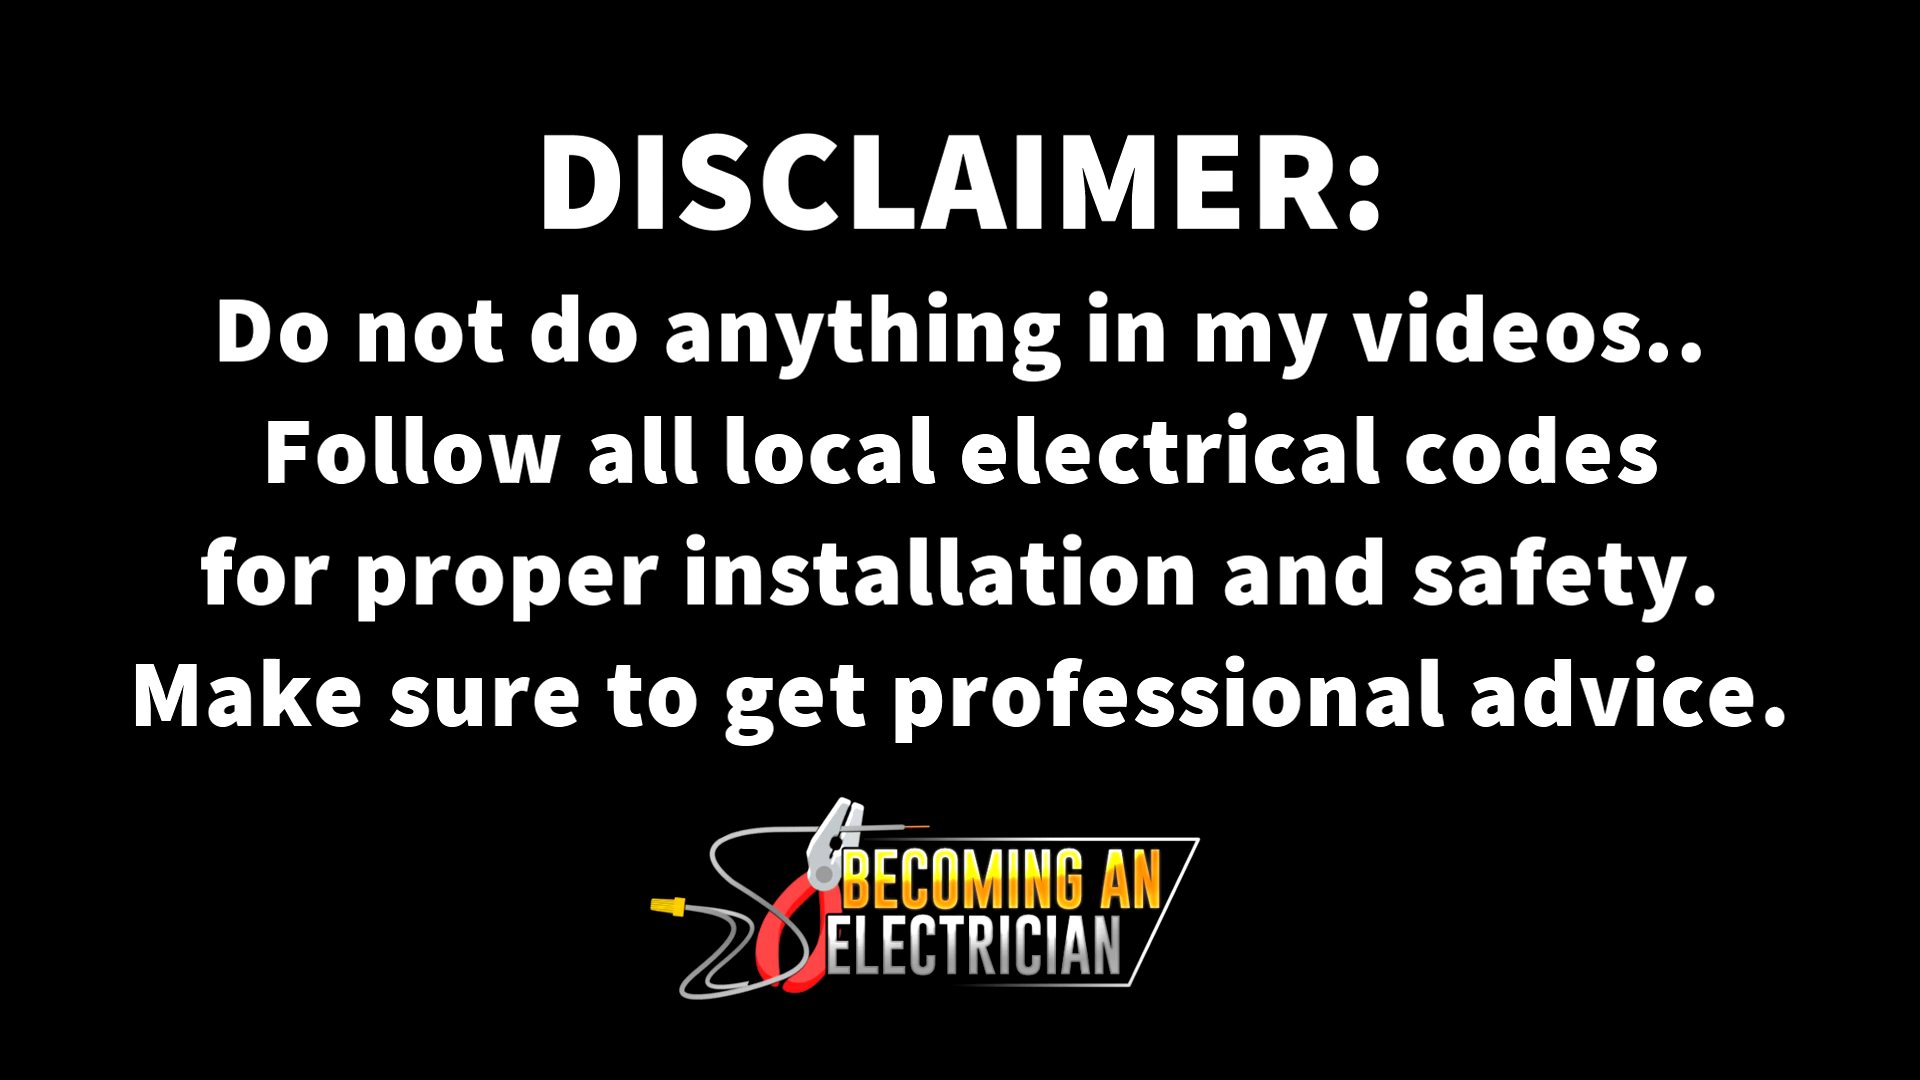 DISCLAIMER:
Do not do anything in my videos..
Follow all local electrical codes
for proper installation and safety.
Make sure to get professional advice.
BECOMING AN
ELECTRICIAN